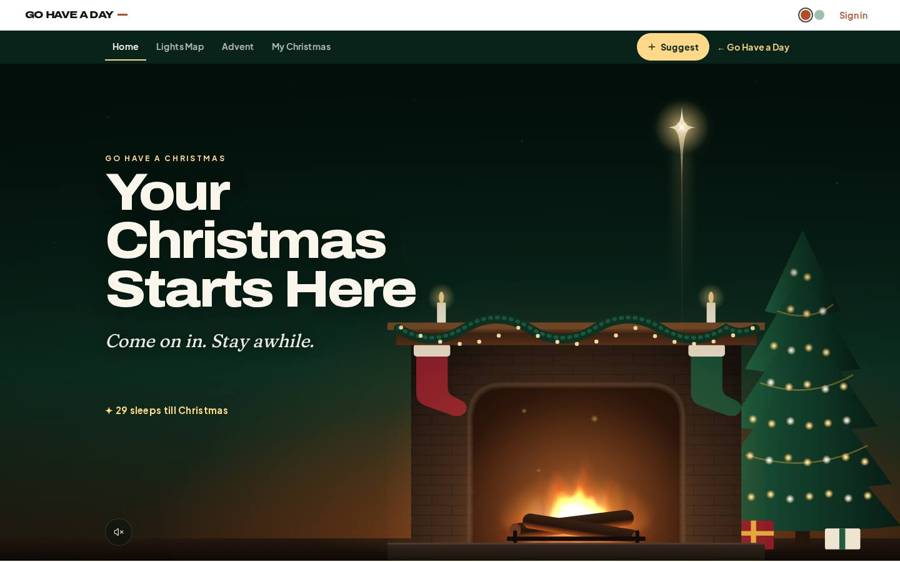 GO HAVE A DAY
Sign in
Home
Lights Map
Advent
My Christmas
+ Suggest
← Go Have a Day
GO HAVE A CHRISTMAS
Your
Christmas
Starts Here
Come on in. Stay awhile.
29 sleeps till Christmas